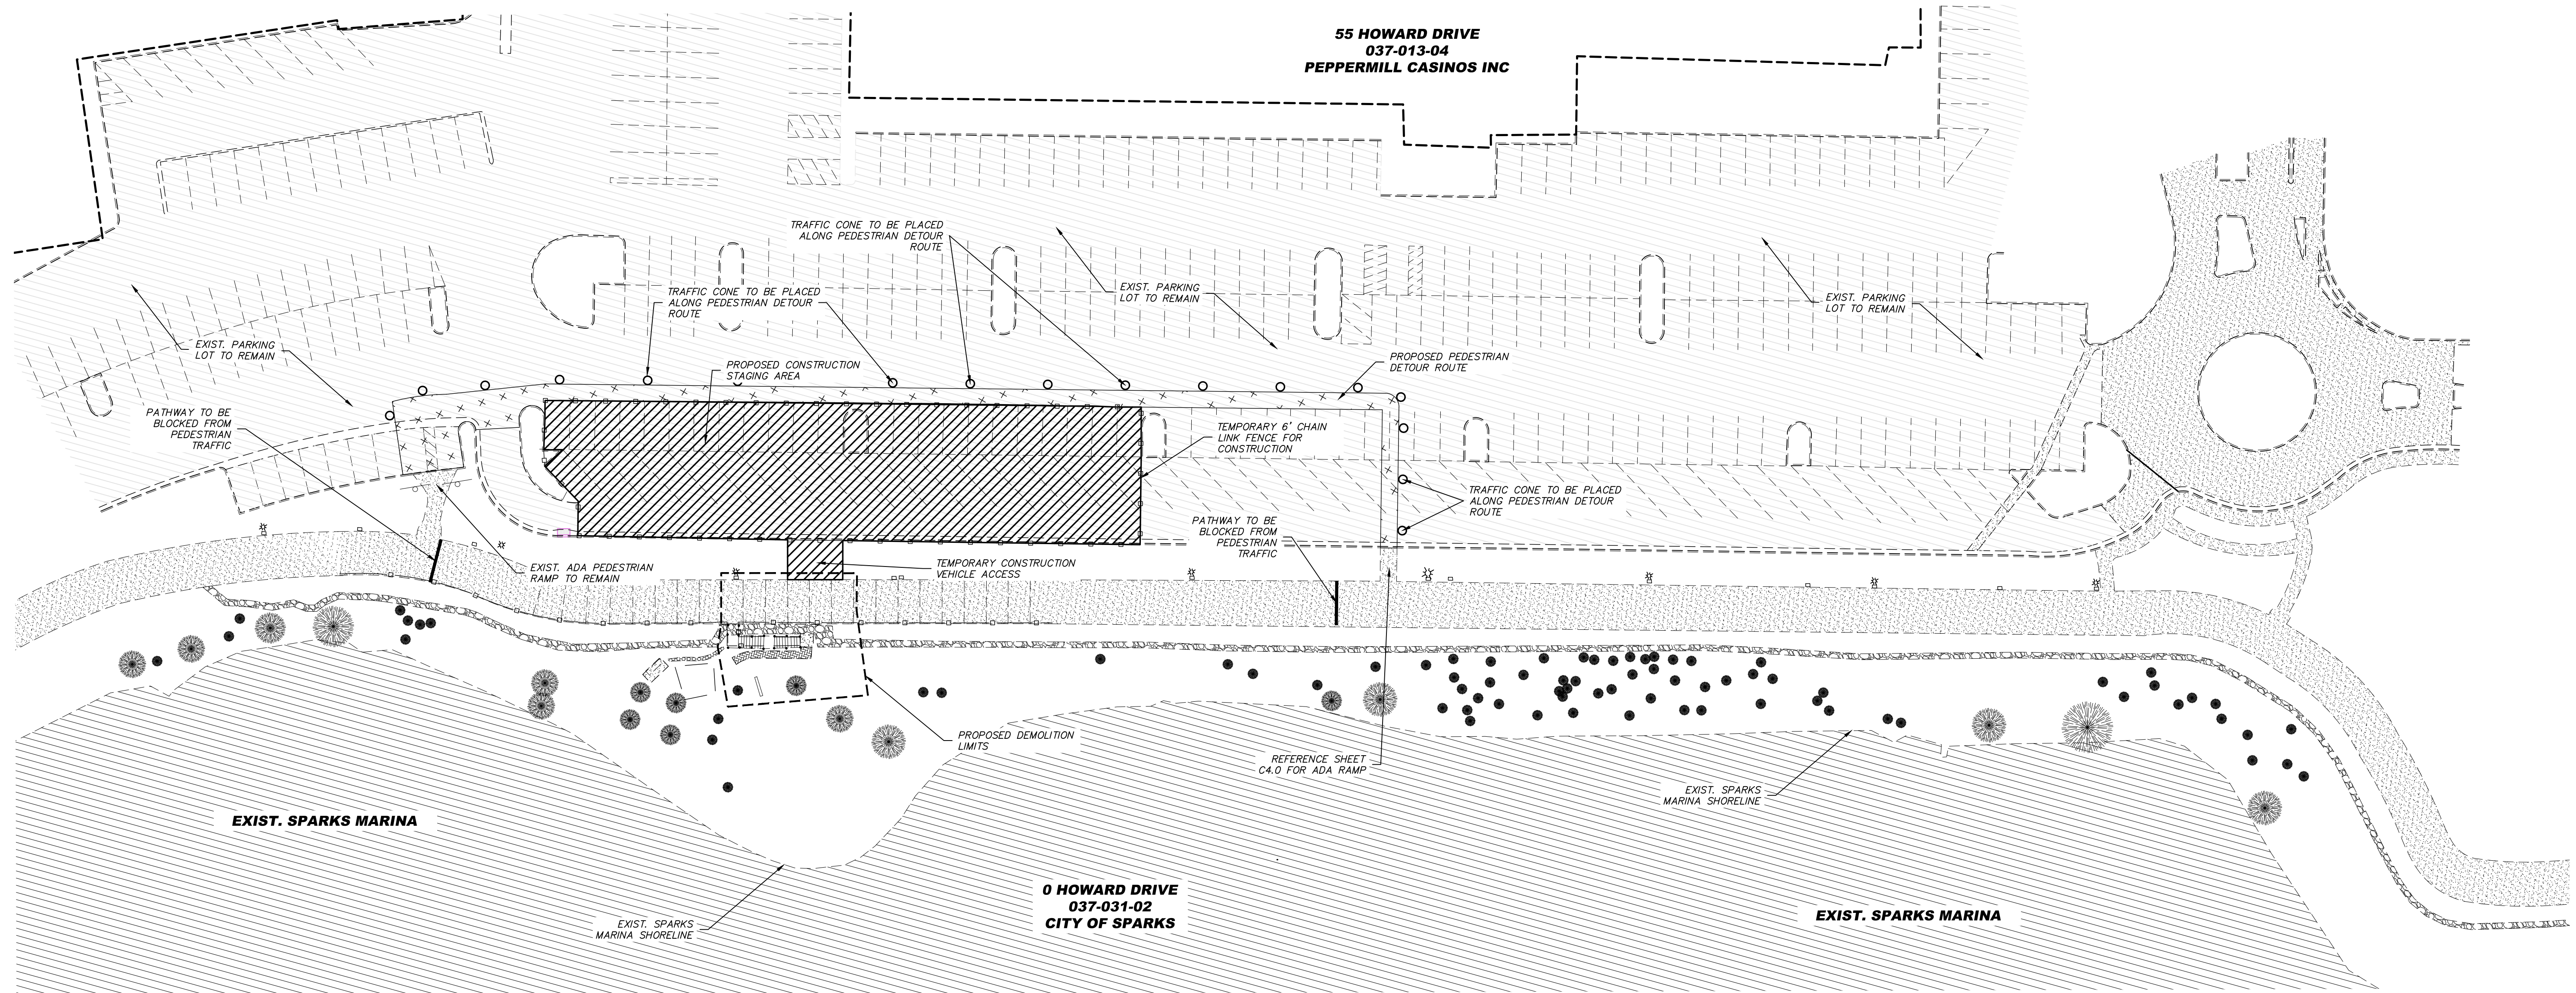 55 HOWARD DRIVE
037-013-04
PEPPERMILL CASINOS INC
TRAFFIC CONE TO BE PLACED
ALONG PEDESTRIAN DETOUR
ROUTE
TRAFFIC CONE TO BE PLACED
ALONG PEDESTRIAN DETOUR
ROUTE
EXIST. PARKING
LOT TO REMAIN
EXIST. PARKING
LOT TO REMAIN
EXIST. PARKING
LOT TO REMAIN
PROPOSED CONSTRUCTION
STAGING AREA
PROPOSED PEDESTRIAN
DETOUR ROUTE
PATHWAY TO BE
BLOCKED FROM
PEDESTRIAN
TRAFFIC
TEMPORARY 6' CHAIN
LINK FENCE FOR
CONSTRUCTION
TRAFFIC CONE TO BE PLACED
ALONG PEDESTRIAN DETOUR
ROUTE
PATHWAY TO BE
BLOCKED FROM
PEDESTRIAN
TRAFFIC
EXIST. ADA PEDESTRIAN
RAMP TO REMAIN
TEMPORARY CONSTRUCTION
VEHICLE ACCESS
PROPOSED DEMOLITION
LIMITS
REFERENCE SHEET
C4.0 FOR ADA RAMP
EXIST. SPARKS
MARINA SHORELINE
EXIST. SPARKS MARINA
0 HOWARD DRIVE
037-031-02
CITY OF SPARKS
EXIST. SPARKS MARINA
EXIST. SPARKS
MARINA SHORELINE